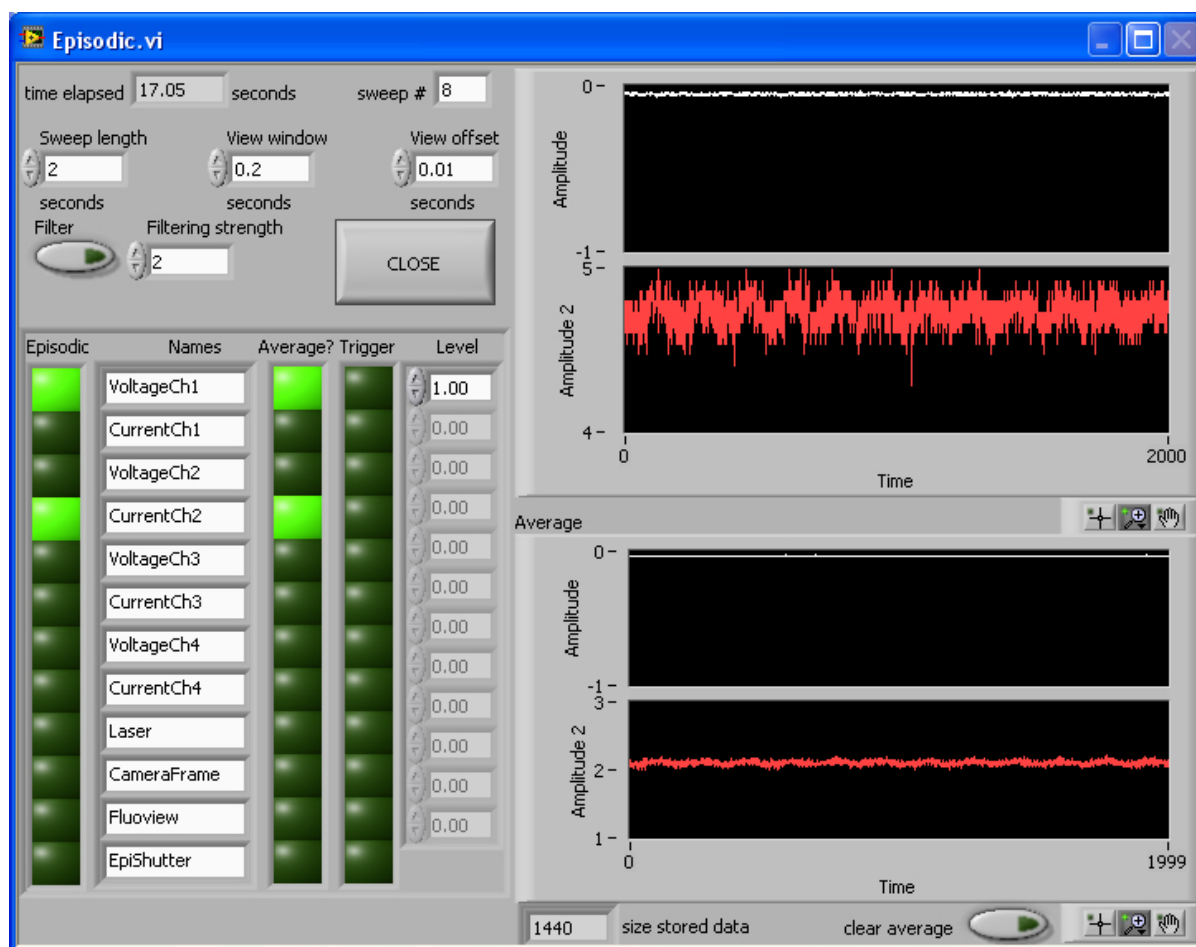 Episodic.vi
time elapsed 17.05 seconds sweep # 8
Sweep length View window View offset
2 0.2 0.01
seconds seconds seconds
Filter Filtering strength
2
CLOSE
Episodic Names Average? Trigger Level
VoltageCh1 1.00
CurrentCh1 0.00
VoltageCh2 0.00
CurrentCh2 0.00
VoltageCh3 0.00
CurrentCh3 0.00
VoltageCh4 0.00
CurrentCh4 0.00
Laser 0.00
CameraFrame 0.00
Fluoview 0.00
EpiShutter 0.00
0
Amplitude
-1
5
Amplitude 2
4
0 2000
Time
Average
0
Amplitude
-1
3
Amplitude 2
2
1
0 1999
Time
1440 size stored data clear average